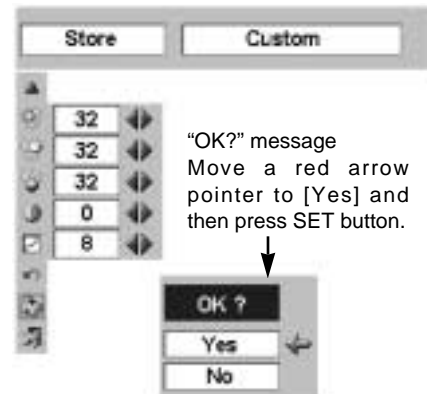 Store Custom
32
32
32
0
8
“OK?” message
Move a red arrow
pointer to [Yes] and
then press SET button.
OK ?
Yes
No